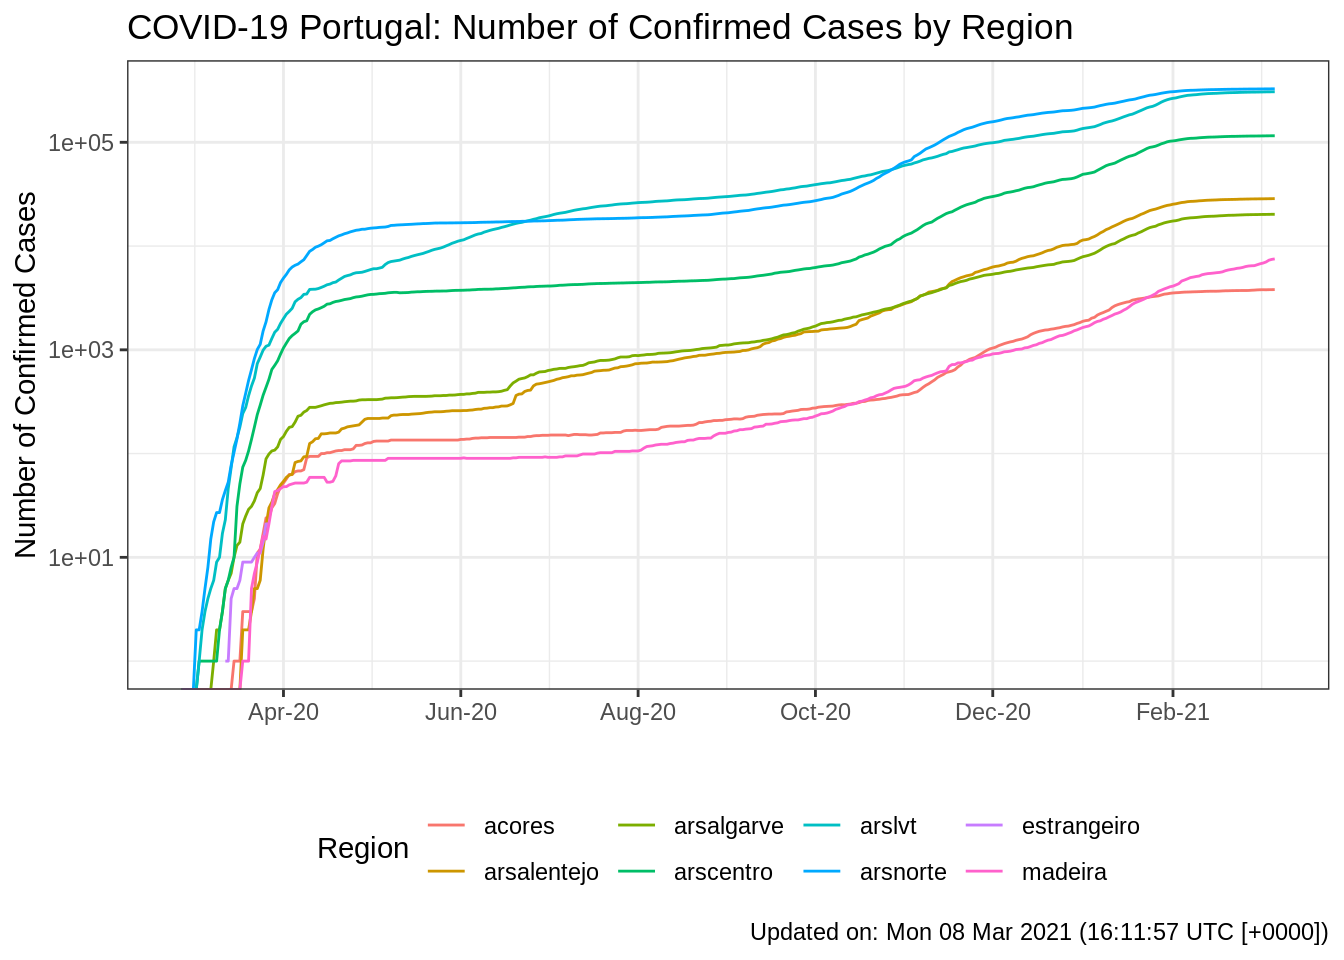 COVID-19 Portugal: Number of Confirmed Cases by Region
Number of Confirmed Cases
1e+05
1e+03
1e+01
Apr-20 Jun-20 Aug-20 Oct-20 Dec-20 Feb-21
Region
acores arsalgarve arslvt estrangeiro
arsalentejo arscentro arsnorte madeira
Updated on: Mon 08 Mar 2021 (16:11:57 UTC [+0000])